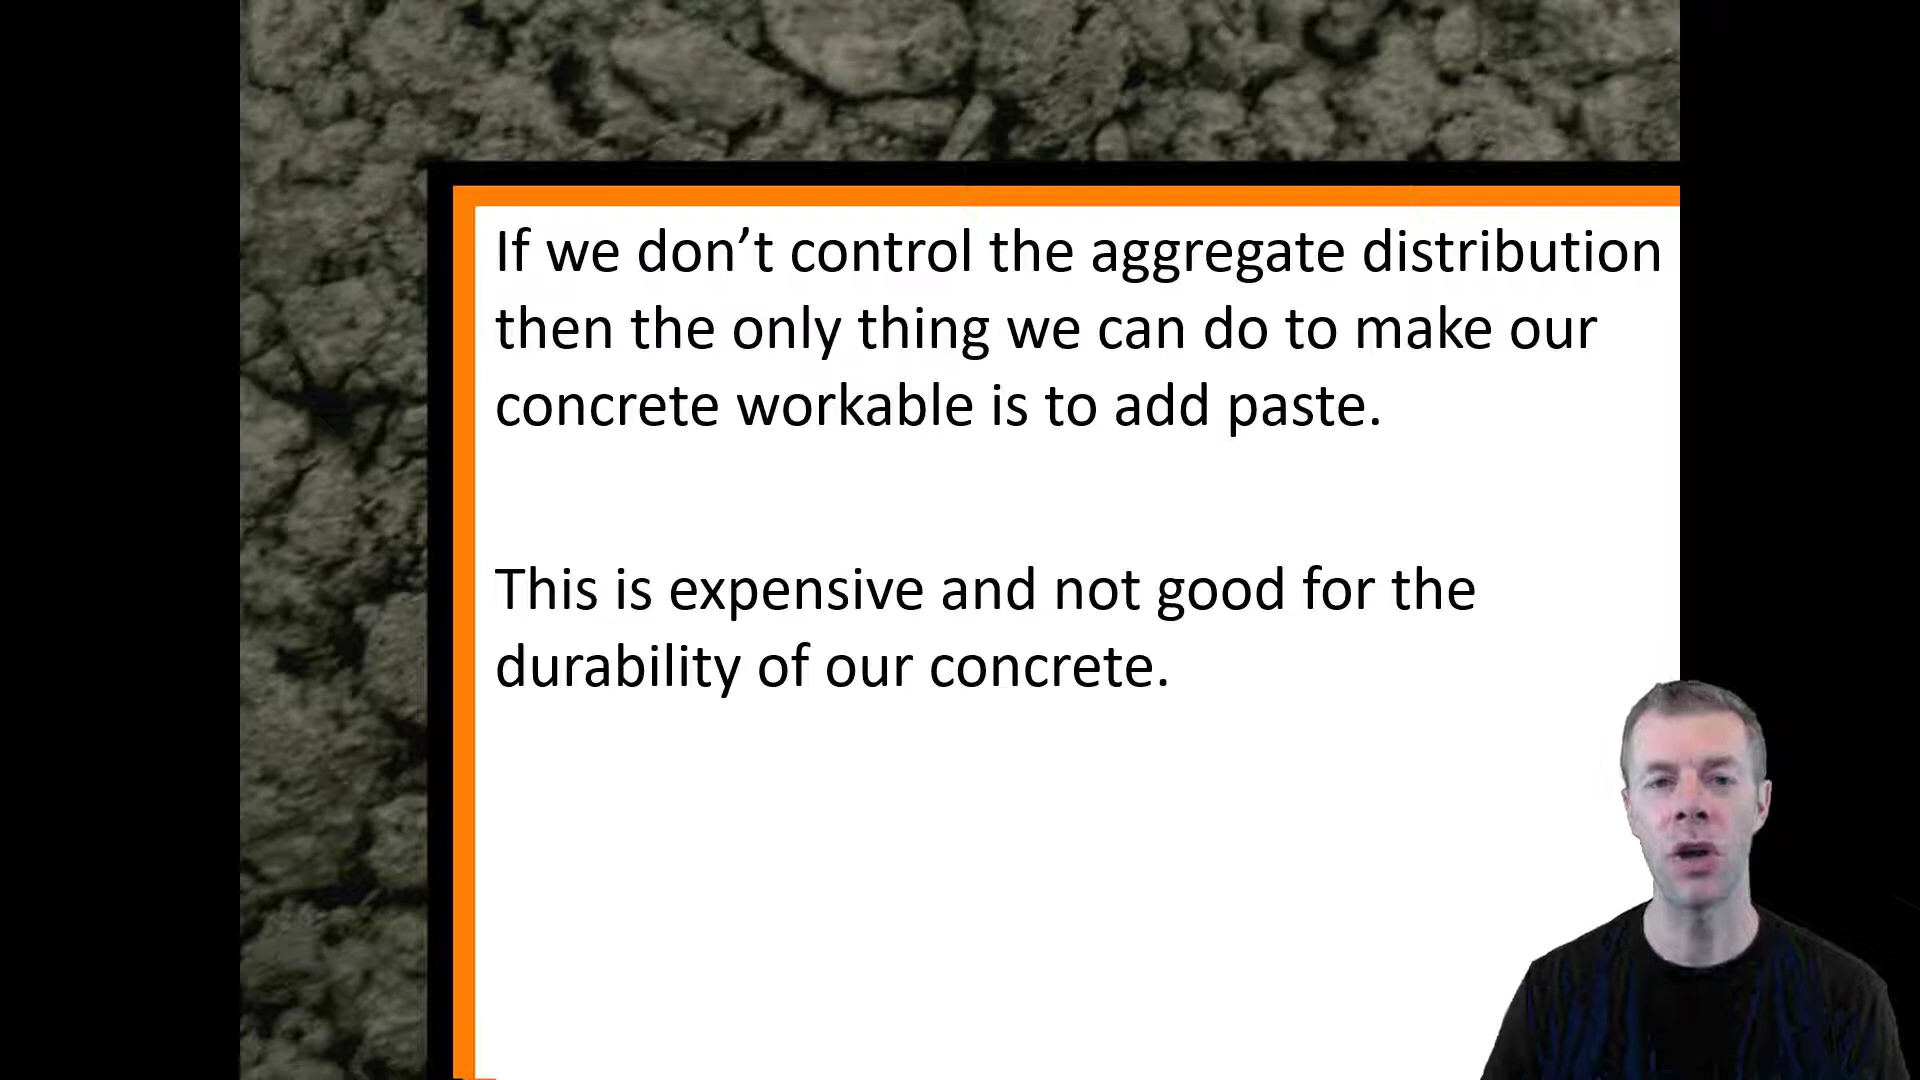 If we don’t control the aggregate distribution
then the only thing we can do to make our
concrete workable is to add paste.
This is expensive and not good for the
durability of our concrete.